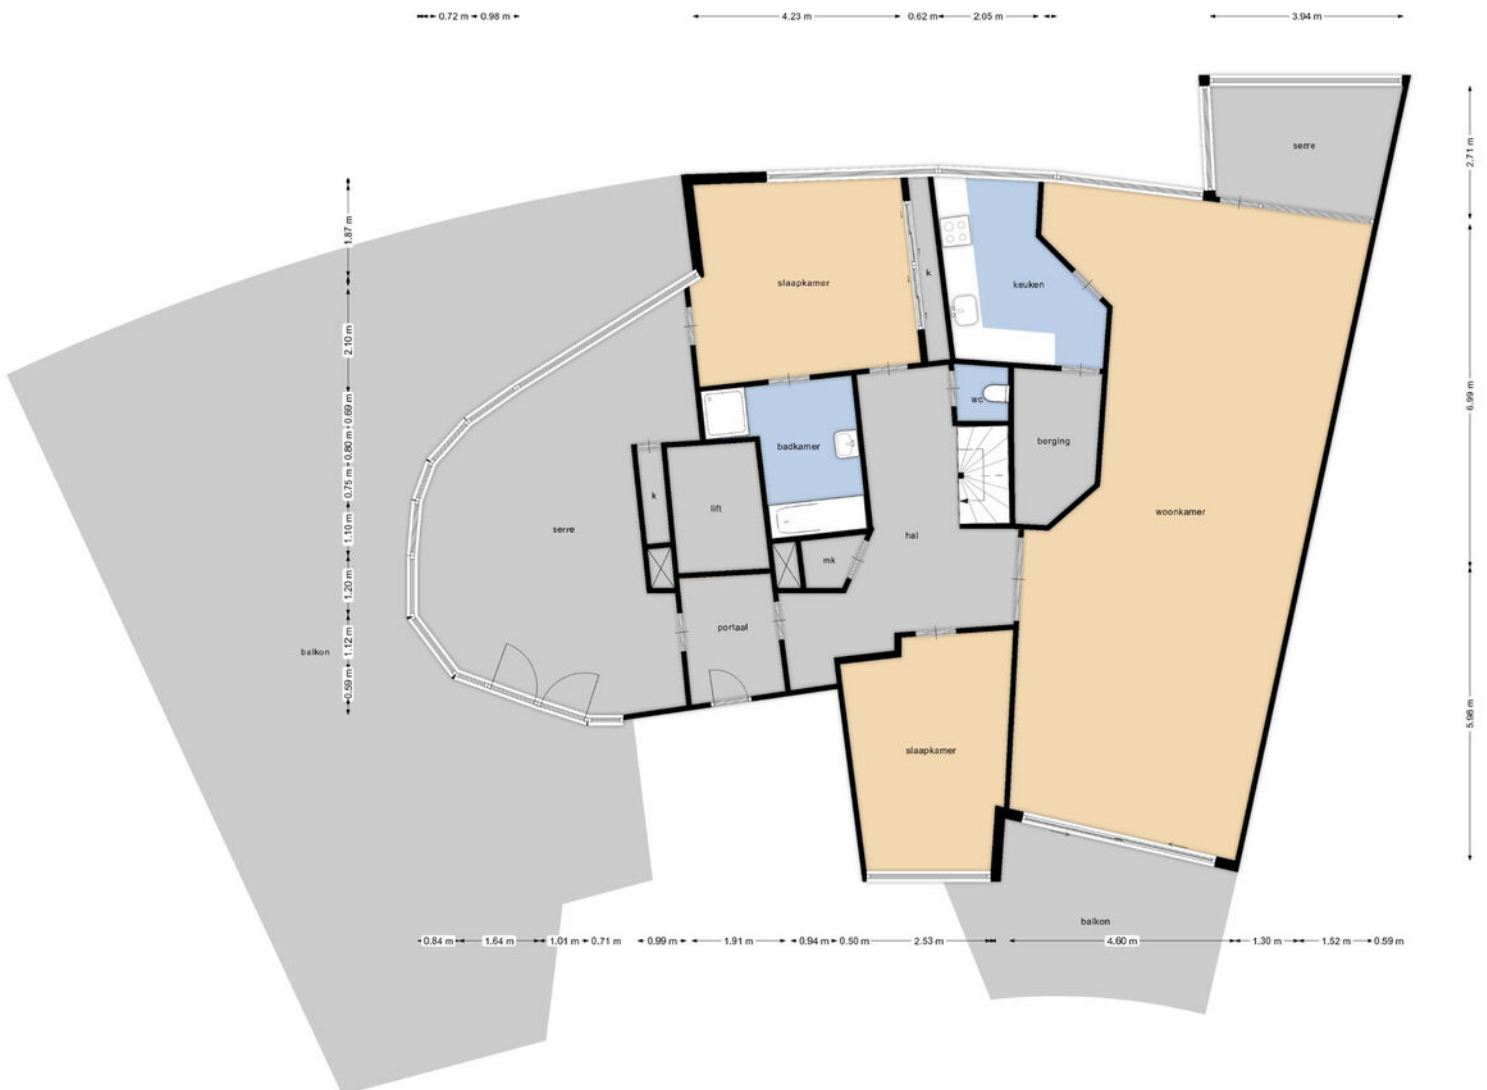 0.72 m
0.98 m
4.23 m
0.62 m
2.05 m
3.94 m
serre
2.71 m
1.87 m
slaapkamer
k
keuken
2.10 m
0.69 m
0.80 m
0.75 m
1.10 m
1.20 m
1.12 m
0.59 m
6.99 m
wc
badkamer
berging
k
lift
serre
hal
woonkamer
mk
portaal
balkon
slaapkamer
5.98 m
balkon
0.84 m
1.64 m
1.01 m
0.71 m
0.99 m
1.91 m
0.94 m
0.50 m
2.53 m
4.60 m
1.30 m
1.52 m
0.59 m